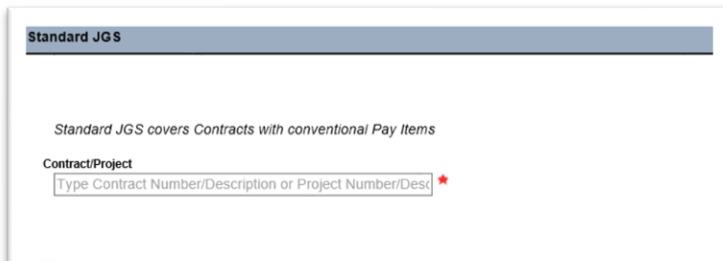 Standard JGS
Standard JGS covers Contracts with conventional Pay Items
Contract/Project
Type Contract Number/Description or Project Number/Desc